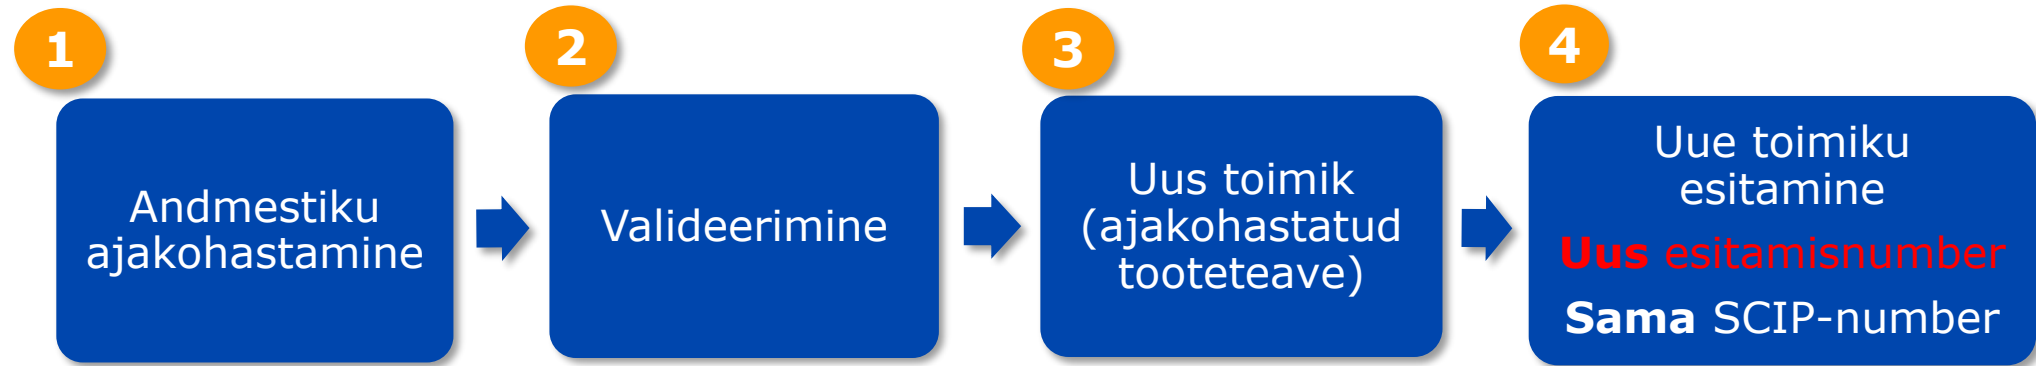 1
Andmestiku
ajakohastamine
2
Valideerimine
3
Uus toimik
(ajakohastatud
tooteteave)
4
Uue toimiku
esitamine
Uus esitamisnumber
Sama SCIP-number